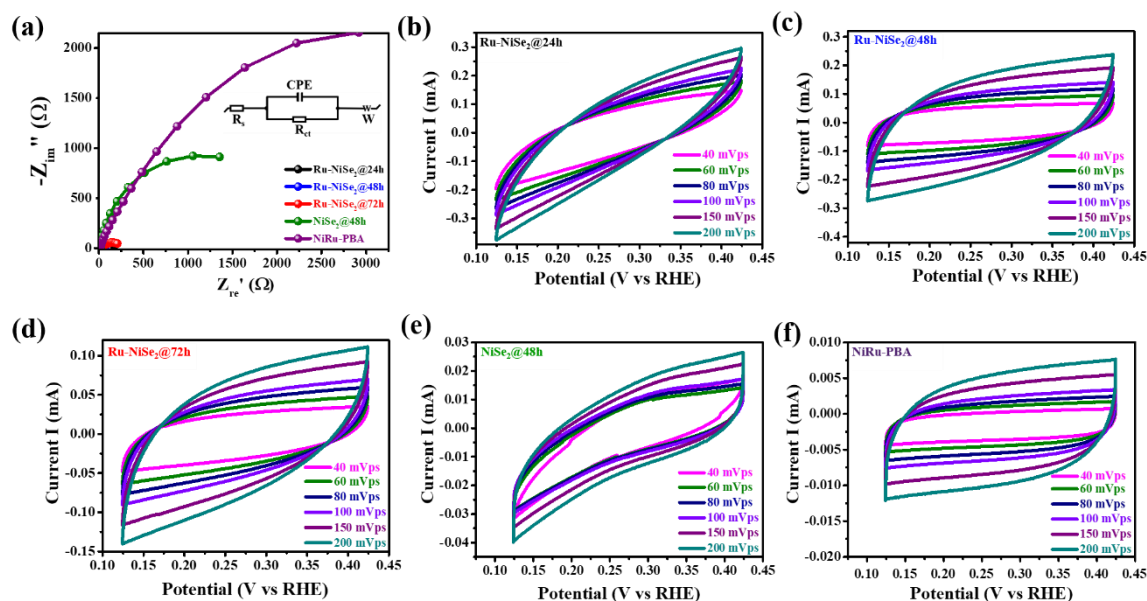 (a)
2000
1500
1000
500
0
-Z_im'' (Ω)
CPE
R_s
R_ct
W
W
Ru-NiSe₂@24h
Ru-NiSe₂@48h
Ru-NiSe₂@72h
NiSe₂@48h
NiRu-PBA
0 500 1000 1500 2000 2500 3000
Z_re' (Ω)
(b)
Ru-NiSe₂@24h
0.3
0.2
0.1
0.0
-0.1
-0.2
-0.3
Current I (mA)
40 mVps
60 mVps
80 mVps
100 mVps
150 mVps
200 mVps
0.10 0.15 0.20 0.25 0.30 0.35 0.40 0.45
Potential (V vs RHE)
(c)
Ru-NiSe₂@48h
0.3
0.2
0.1
0.0
-0.1
-0.2
-0.3
-0.4
Current I (mA)
40 mVps
60 mVps
80 mVps
100 mVps
150 mVps
200 mVps
0.10 0.15 0.20 0.25 0.30 0.35 0.40 0.45
Potential (V vs RHE)
(d)
Ru-NiSe₂@72h
0.10
0.05
0.00
-0.05
-0.10
-0.15
Current I (mA)
40 mVps
60 mVps
80 mVps
100 mVps
150 mVps
200 mVps
0.10 0.15 0.20 0.25 0.30 0.35 0.40 0.45
Potential (V vs RHE)
(e)
NiSe₂@48h
0.03
0.02
0.00
-0.02
-0.04
Current I (mA)
40 mVps
60 mVps
80 mVps
100 mVps
150 mVps
200 mVps
0.10 0.15 0.20 0.25 0.30 0.35 0.40 0.45
Potential (V vs RHE)
(f)
NiRu-PBA
0.010
0.005
0.000
-0.005
-0.010
-0.015
-0.020
Current I (mA)
40 mVps
60 mVps
80 mVps
100 mVps
150 mVps
200 mVps
0.10 0.15 0.20 0.25 0.30 0.35 0.40 0.45
Potential (V vs RHE)